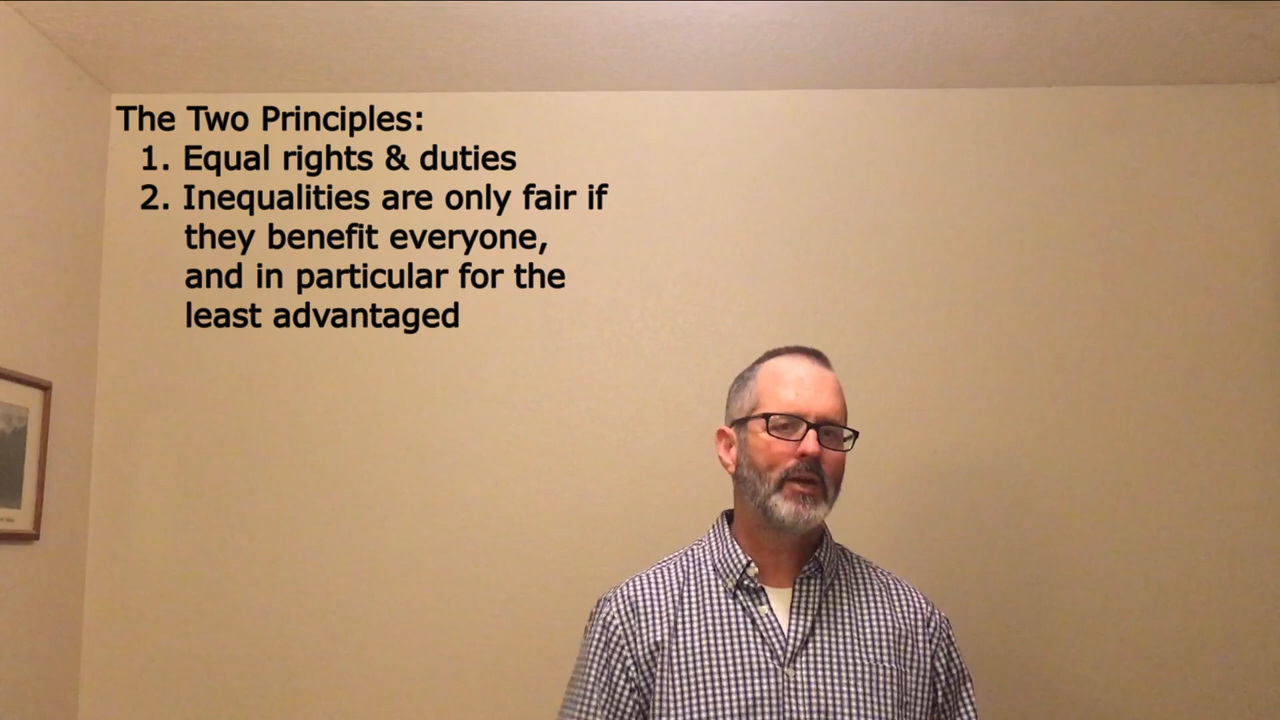 The Two Principles:
1. Equal rights & duties
2. Inequalities are only fair if
they benefit everyone,
and in particular for the
least advantaged